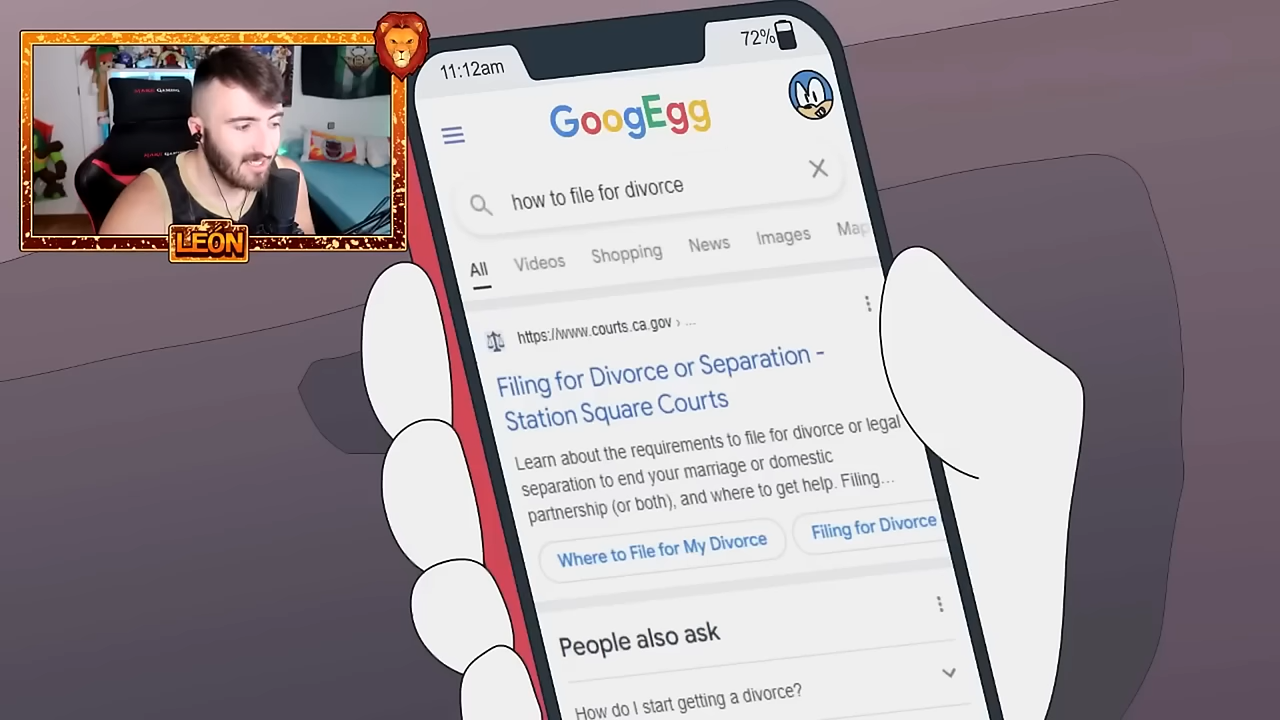 LEÓN
11:12am
72%
GoogEgg
how to file for divorce
All Videos Shopping News Images Map
https://www.courts.ca.gov › ...
Filing for Divorce or Separation -
Station Square Courts
Learn about the requirements to file for divorce or legal
separation to end your marriage or domestic
partnership (or both), and where to get help. Filing...
Where to File for My Divorce
Filing for Divorce
People also ask
How do I start getting a divorce?